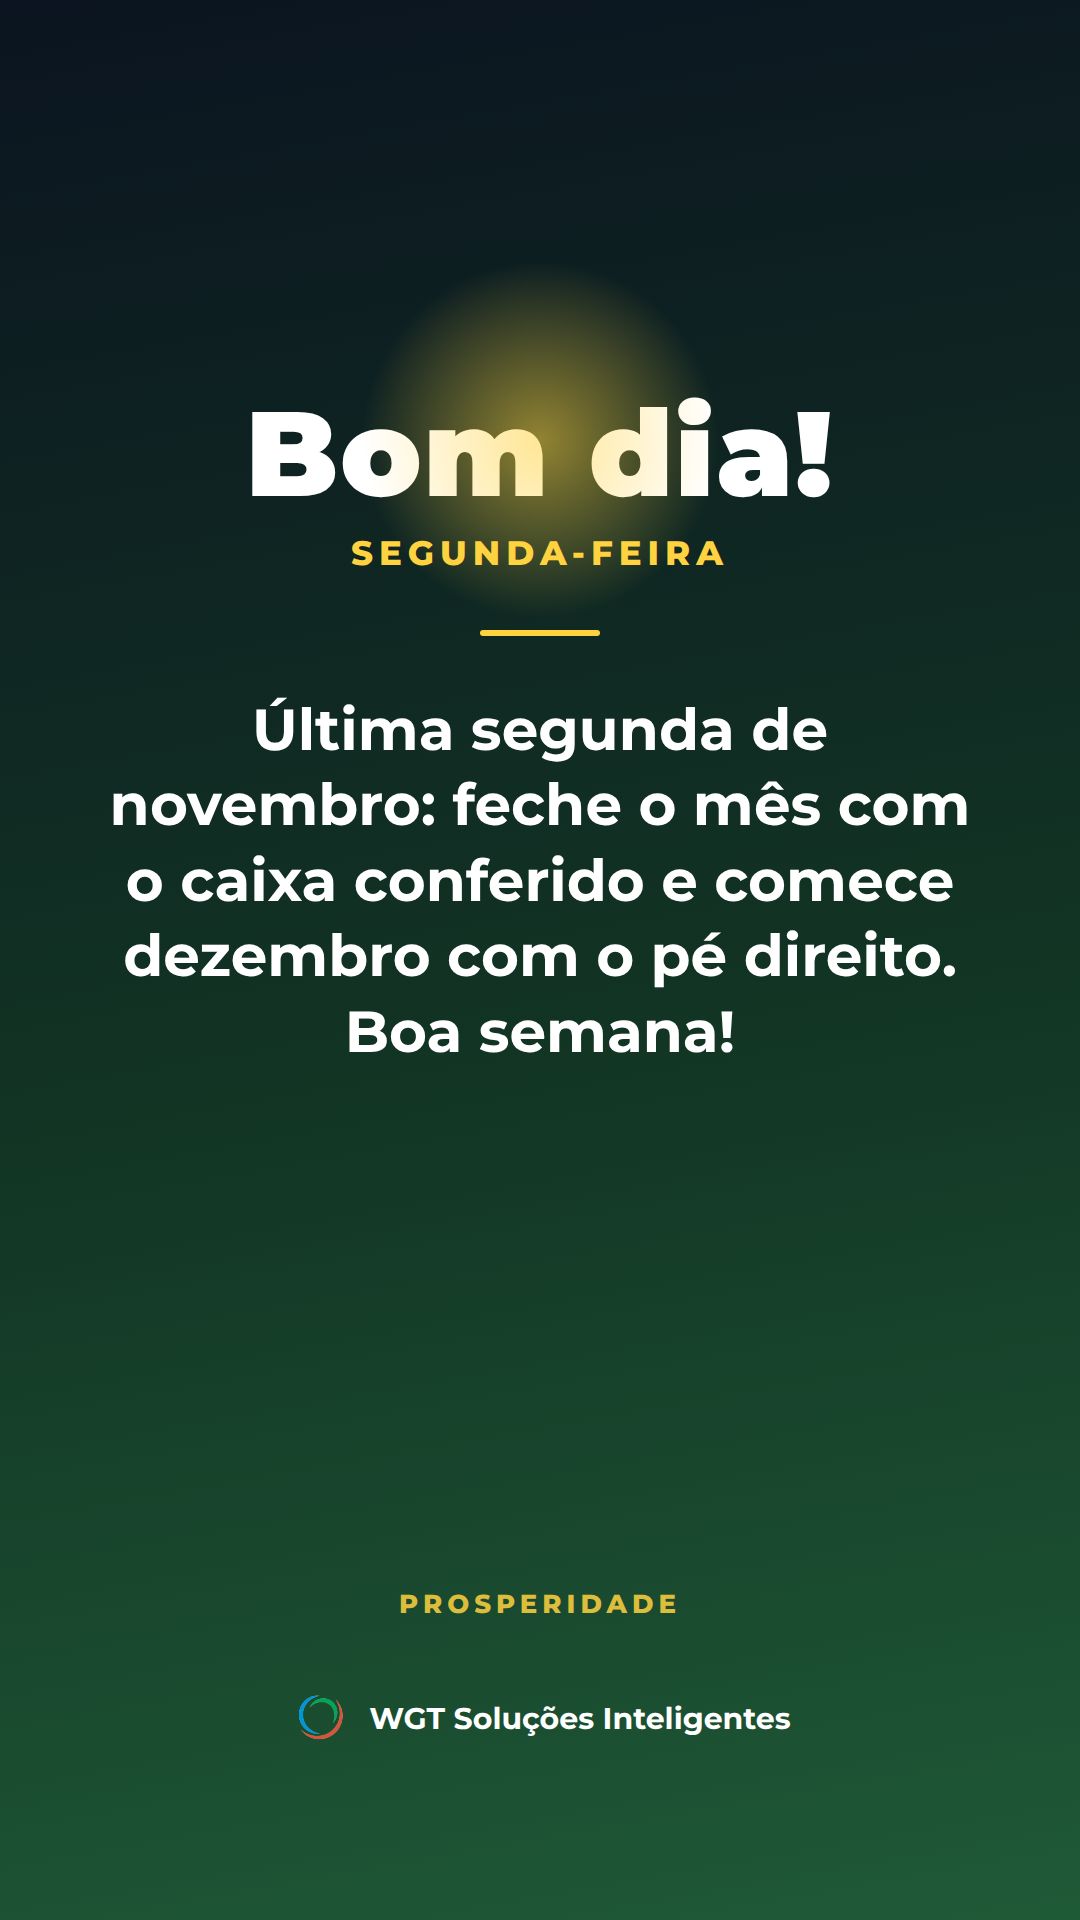 Bom dia!
SEGUNDA-FEIRA
Última segunda de
novembro: feche o mês com
o caixa conferido e comece
dezembro com o pé direito.
Boa semana!
PROSPERIDADE
WGT Soluções Inteligentes